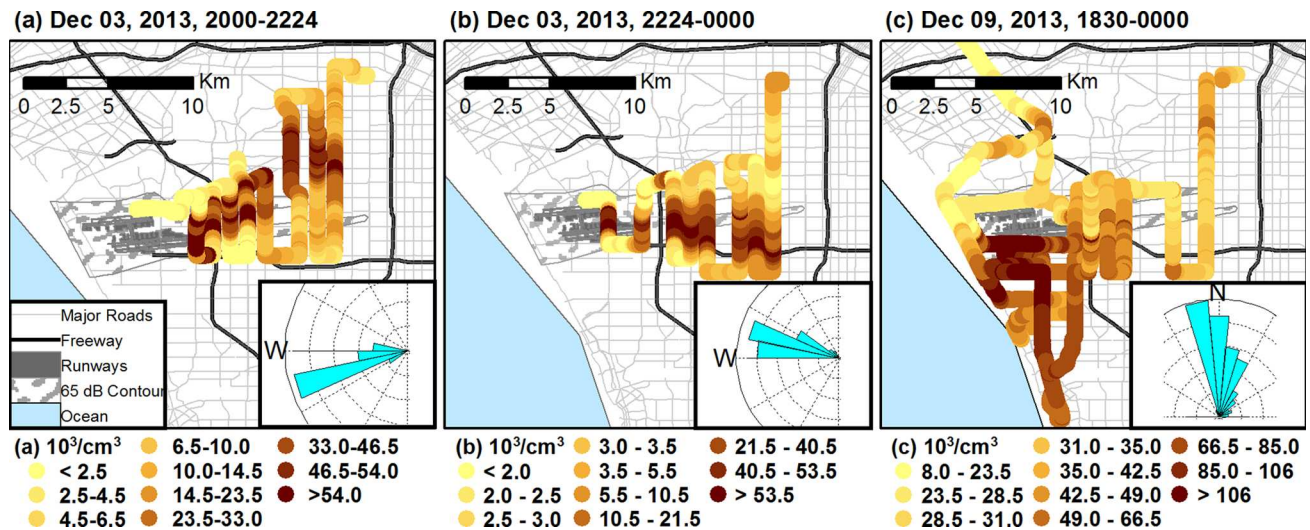 (a) Dec 03, 2013, 2000-2224
(b) Dec 03, 2013, 2224-0000
(c) Dec 09, 2013, 1830-0000
Km
0 2.5 5 10
Km
0 2.5 5 10
Km
0 2.5 5 10
Major Roads
Freeway
Runways
65 dB Contour
Ocean
W
W
N
(a) 10³/cm³
< 2.5
2.5-4.5
4.5-6.5
6.5-10.0
10.0-14.5
14.5-23.5
23.5-33.0
33.0-46.5
46.5-54.0
>54.0
(b) 10³/cm³
< 2.0
2.0 - 2.5
2.5 - 3.0
3.0 - 3.5
3.5 - 5.5
5.5 - 10.5
10.5 - 21.5
21.5 - 40.5
40.5 - 53.5
> 53.5
(c) 10³/cm³
8.0 - 23.5
23.5 - 28.5
28.5 - 31.0
31.0 - 35.0
35.0 - 42.5
42.5 - 49.0
49.0 - 66.5
66.5 - 85.0
85.0 - 106
> 106